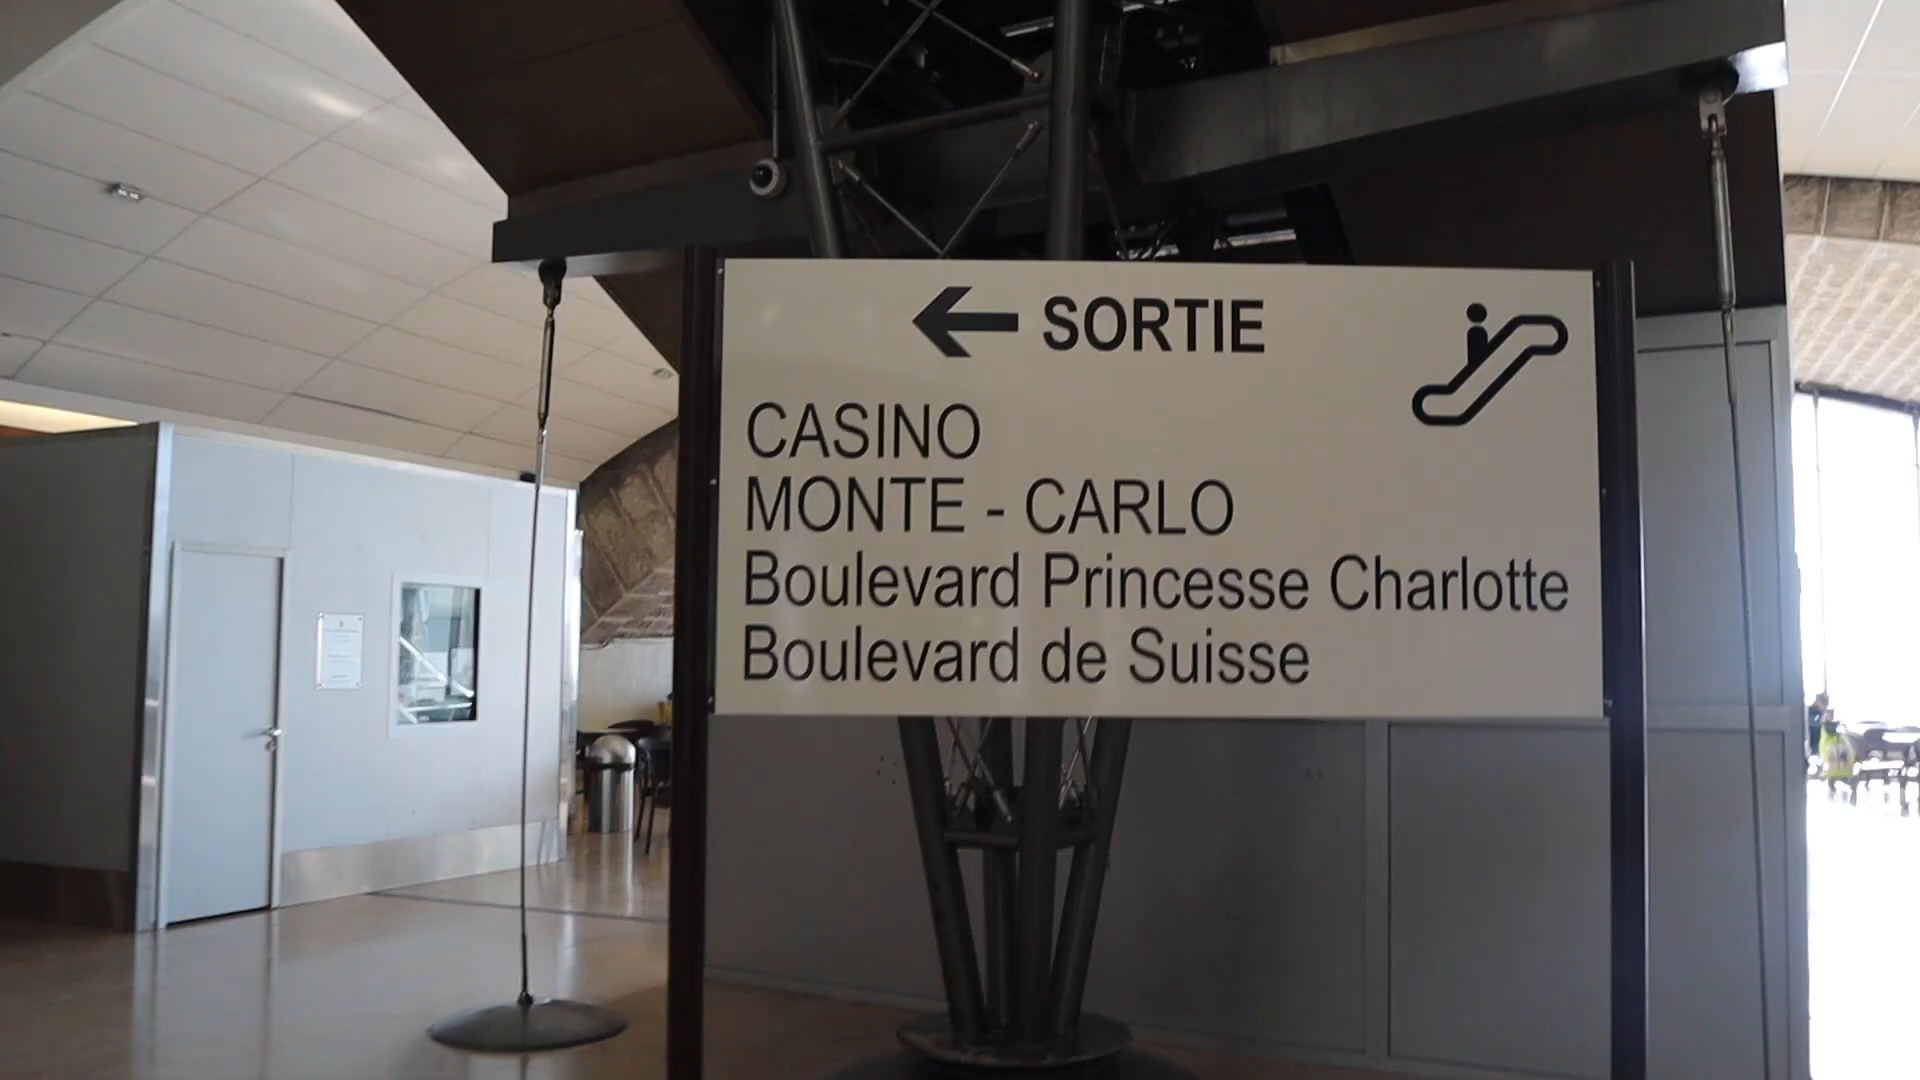 ← SORTIE
CASINO
MONTE - CARLO
Boulevard Princesse Charlotte
Boulevard de Suisse